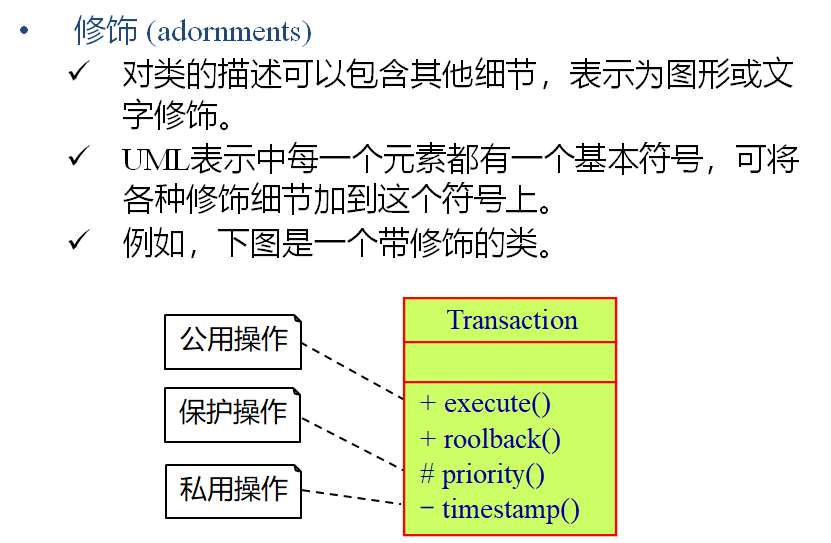 • 修饰 (adornments)
✓ 对类的描述可以包含其他细节，表示为图形或文
字修饰。
✓ UML表示中每一个元素都有一个基本符号，可将
各种修饰细节加到这个符号上。
✓ 例如，下图是一个带修饰的类。
Transaction
公用操作
+ execute()
+ roolback()
保护操作
# priority()
私用操作
− timestamp()